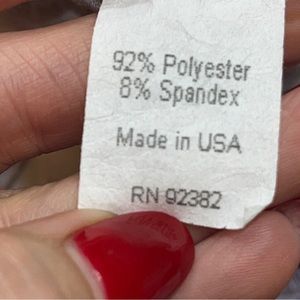 92% Polyester
8% Spandex
Made in USA
RN 92382